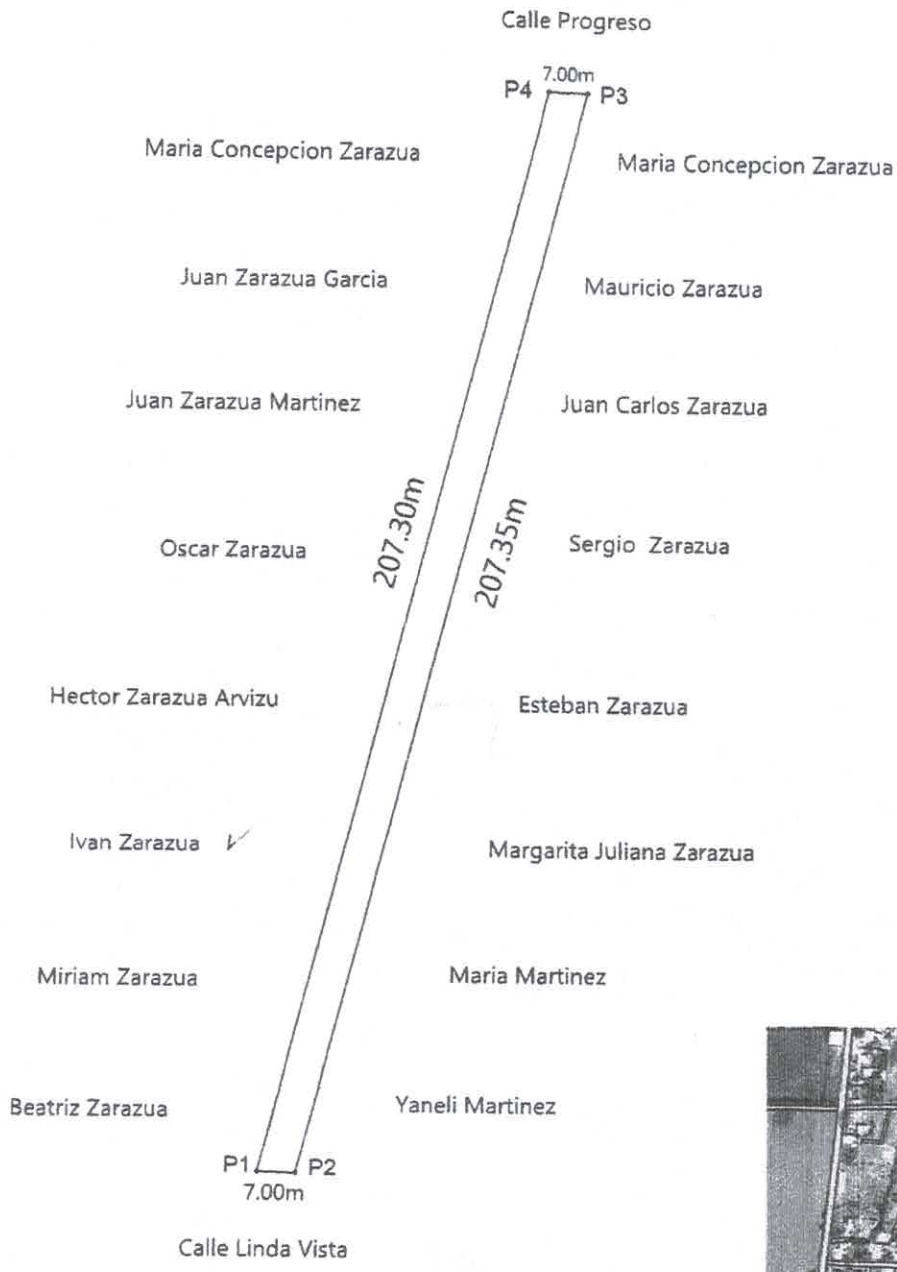 Calle Progreso
7.00m
P4 P3
Maria Concepcion Zarazua
Maria Concepcion Zarazua
Juan Zarazua Garcia
Mauricio Zarazua
Juan Zarazua Martinez
Juan Carlos Zarazua
207.30m
207.35m
Oscar Zarazua
Sergio Zarazua
Hector Zarazua Arvizu
Esteban Zarazua
Ivan Zarazua
Margarita Juliana Zarazua
Miriam Zarazua
Maria Martinez
Beatriz Zarazua
Yaneli Martinez
P1 P2
7.00m
Calle Linda Vista